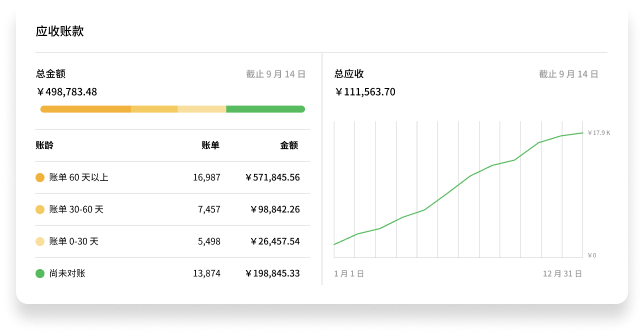 应收账款
总金额 截止 9 月 14 日
￥498,783.48
账龄 账单 金额
账单 60 天以上 16,987 ￥571,845.56
账单 30-60 天 7,457 ￥98,842.26
账单 0-30 天 5,498 ￥26,457.54
尚未对账 13,874 ￥198,845.33
总应收 截止 9 月 14 日
￥111,563.70
￥17.9 K
￥0
1 月 1 日 12 月 31 日